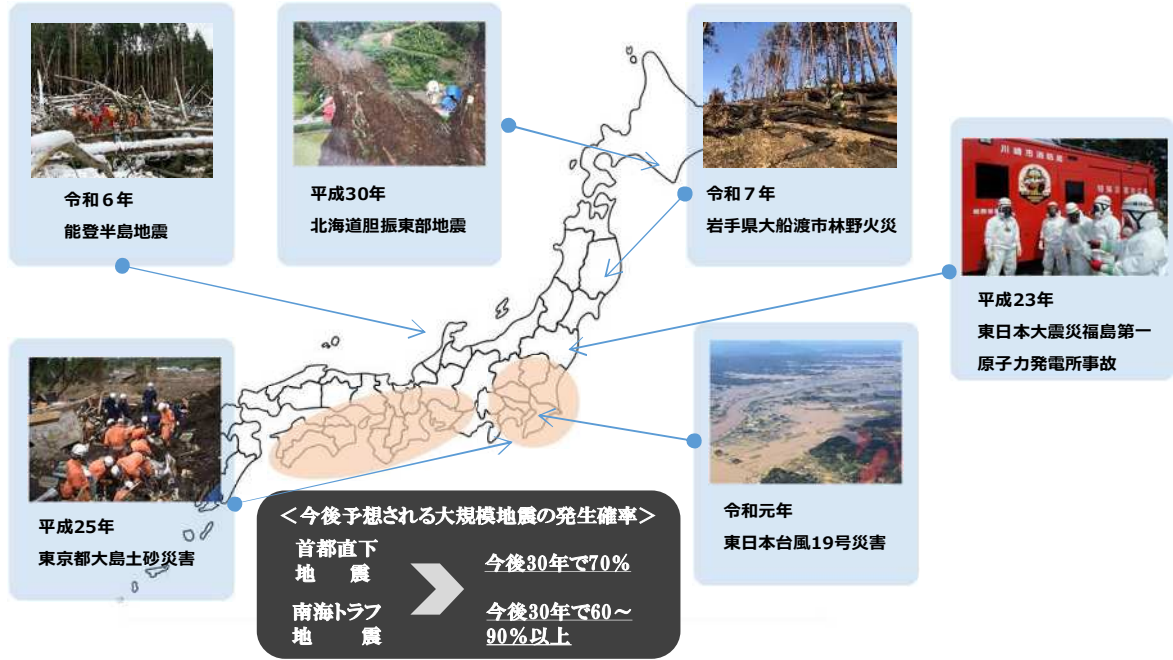 令和６年
能登半島地震
平成30年
北海道胆振東部地震
令和７年
岩手県大船渡市林野火災
川崎市消防局
平成23年
東日本大震災福島第一
原子力発電所事故
平成25年
東京都大島土砂災害
令和元年
東日本台風19号災害
＜今後予想される大規模地震の発生確率＞
首都直下
地　震
今後30年で70％
南海トラフ
地　震
今後30年で60～
90％以上